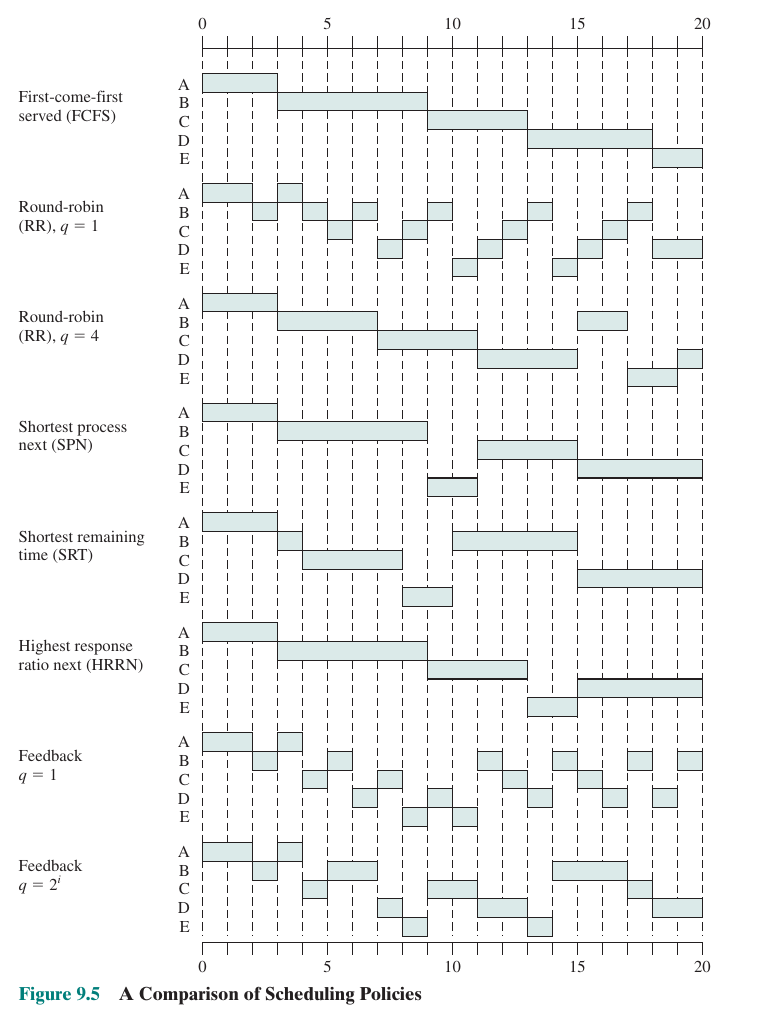 0 5 10 15 20
First-come-first
served (FCFS)
A
B
C
D
E
Round-robin
(RR), q = 1
A
B
C
D
E
Round-robin
(RR), q = 4
A
B
C
D
E
Shortest process
next (SPN)
A
B
C
D
E
Shortest remaining
time (SRT)
A
B
C
D
E
Highest response
ratio next (HRRN)
A
B
C
D
E
Feedback
q = 1
A
B
C
D
E
Feedback
q = 2^i
A
B
C
D
E
0 5 10 15 20
Figure 9.5 A Comparison of Scheduling Policies